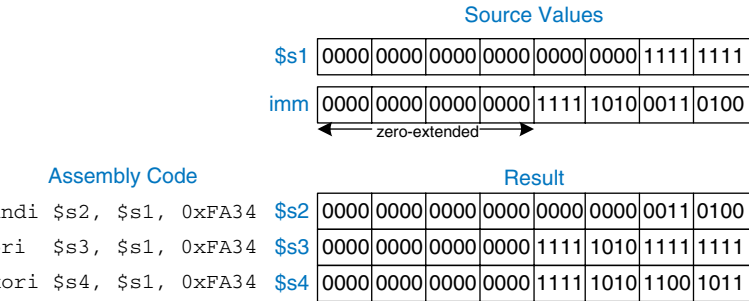 Source Values
$s1 0000 0000 0000 0000 0000 0000 1111 1111
imm 0000 0000 0000 0000 1111 1010 0011 0100
zero-extended
Assembly Code Result
ndi $s2, $s1, 0xFA34 $s2 0000 0000 0000 0000 0000 0000 0011 0100
ri $s3, $s1, 0xFA34 $s3 0000 0000 0000 0000 1111 1010 1111 1111
ori $s4, $s1, 0xFA34 $s4 0000 0000 0000 0000 1111 1010 1100 1011